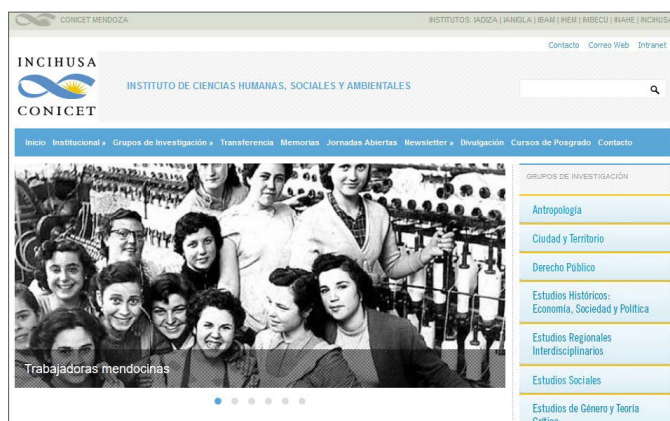 CONICET MENDOZA
INSTITUTOS: IADIZA | IANIGLA | IBAM | IHEM | IMBECU | INAHE | INCIHUSA
Contacto Correo Web Intranet
INCIHUSA
CONICET
INSTITUTO DE CIENCIAS HUMANAS, SOCIALES Y AMBIENTALES
Inicio Institucional » Grupos de Investigación » Transferencia Memorias Jornadas Abiertas Newsletter » Divulgación Cursos de Posgrado Contacto
Trabajadoras mendocinas
GRUPOS DE INVESTIGACIÓN
Antropología
Ciudad y Territorio
Derecho Público
Estudios Históricos:
Economía, Sociedad y Política
Estudios Regionales
Interdisciplinarios
Estudios Sociales
Estudios de Género y Teoría
Crítica